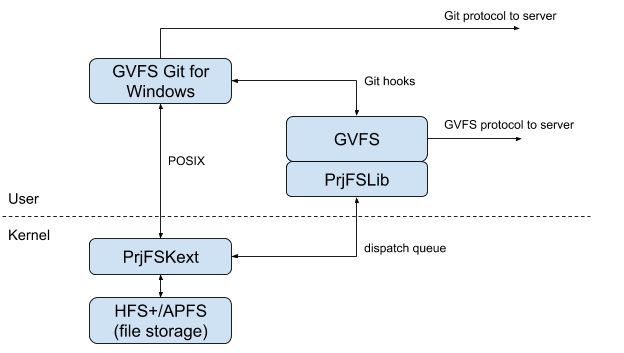 Git protocol to server
GVFS Git for
Windows
Git hooks
GVFS
GVFS protocol to server
POSIX
PrjFSLib
User
Kernel
dispatch queue
PrjFSKext
HFS+/APFS
(file storage)